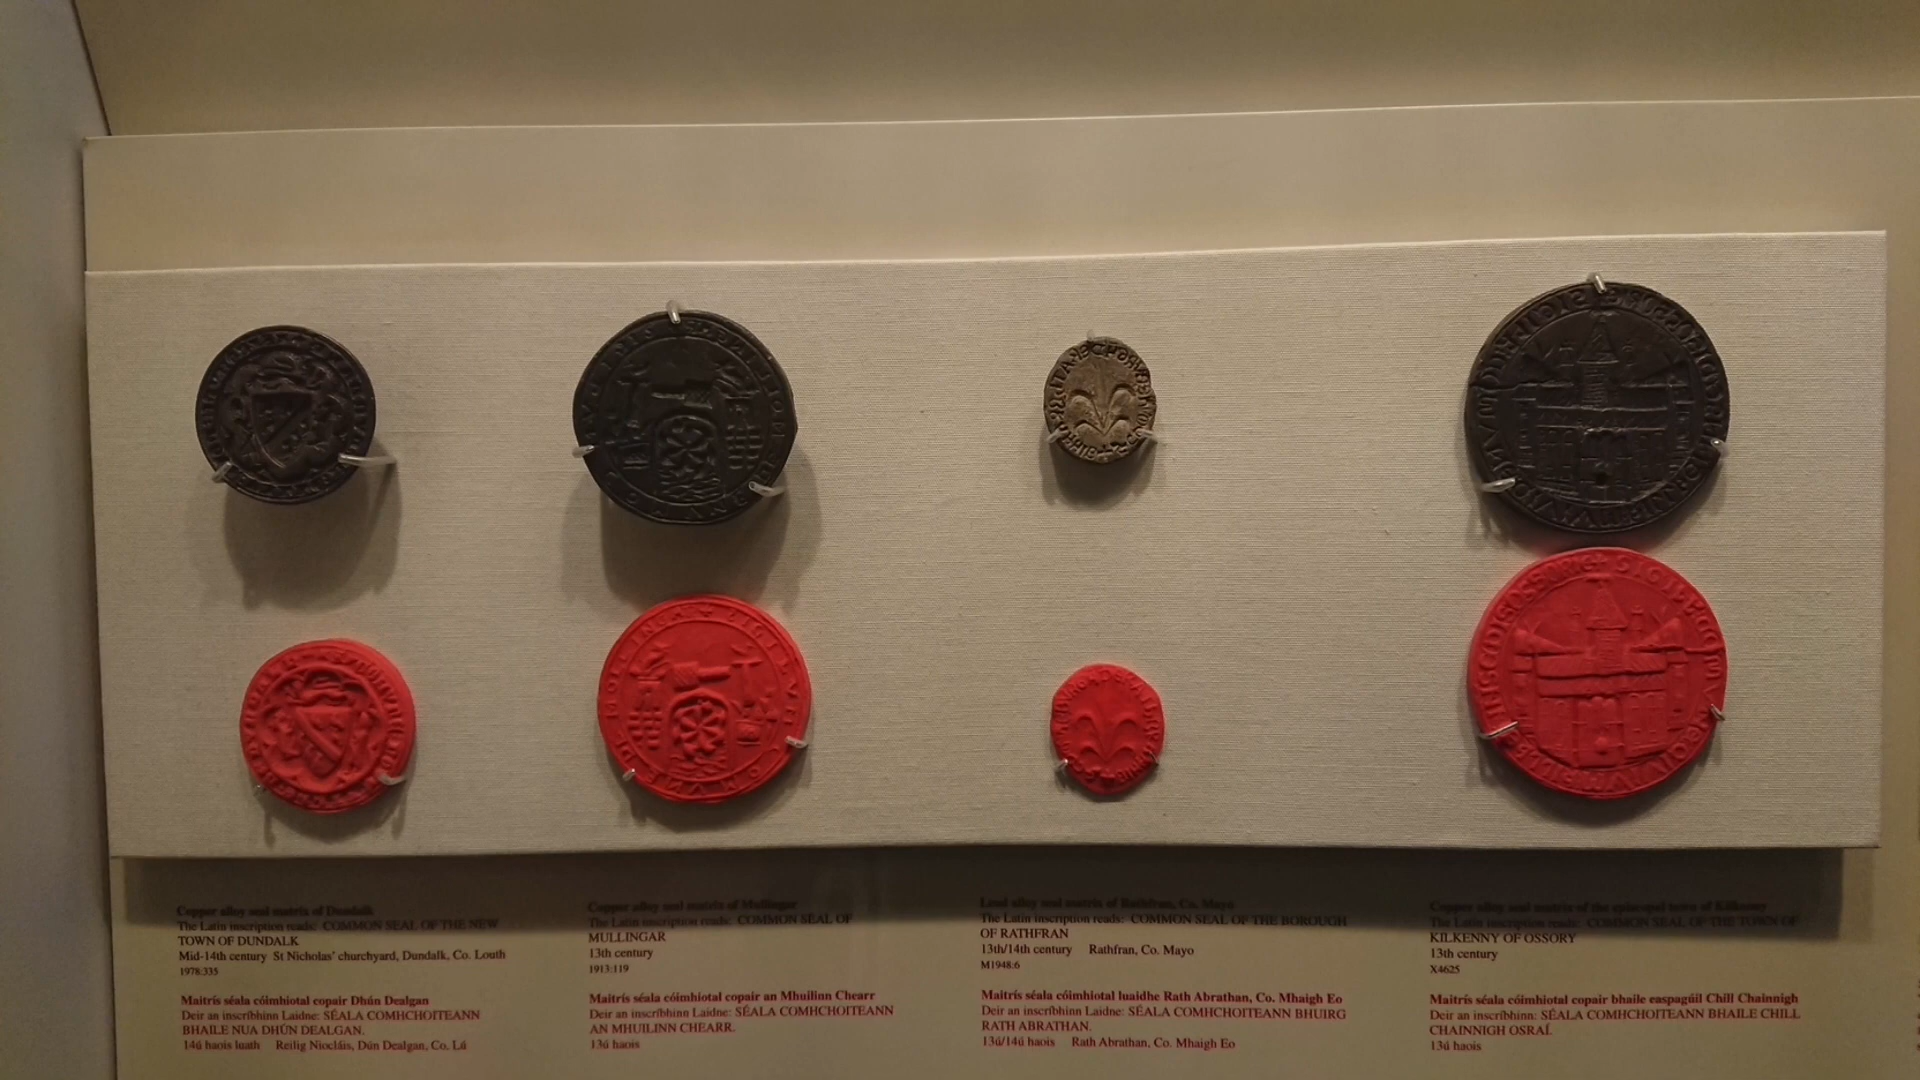 Copper alloy seal matrix of Dundalk
The Latin inscription reads: COMMON SEAL OF THE NEW
TOWN OF DUNDALK
Mid-14th century St Nicholas' churchyard, Dundalk, Co. Louth
1978:335
Maitrís séala cóimhiotal copair Dhún Dealgan
Deir an inscríbhinn Laidne: SÉALA COMHCHOITEANN
BHAILE NUA DHÚN DEALGAN.
14ú haois luath Reilig Niocláis, Dún Dealgan, Co. Lú
Copper alloy seal matrix of Mullingar
The Latin inscription reads: COMMON SEAL OF
MULLINGAR
13th century
1913:119
Maitrís séala cóimhiotal copair an Mhuilinn Chearr
Deir an inscríbhinn Laidne: SÉALA COMHCHOITEANN
AN MHUILINN CHEARR.
13ú haois
Lead alloy seal matrix of Rathfran, Co. Mayo
The Latin inscription reads: COMMON SEAL OF THE BOROUGH
OF RATHFRAN
13th/14th century Rathfran, Co. Mayo
M1948:6
Maitrís séala cóimhiotal luaidhe Rath Abrathan, Co. Mhaigh Eo
Deir an inscríbhinn Laidne: SÉALA COMHCHOITEANN BHUIRG
RATH ABRATHAN.
13ú/14ú haois Rath Abrathan, Co. Mhaigh Eo
Copper alloy seal matrix of the episcopal town of Kilkenny
The Latin inscription reads: COMMON SEAL OF THE TOWN OF
KILKENNY OF OSSORY
13th century
X4625
Maitrís séala cóimhiotal copair bhaile easpagúil Chill Chainnigh
Deir an inscríbhinn: SÉALA COMHCHOITEANN BHAILE CHILL
CHAINNIGH OSRAÍ.
13ú haois